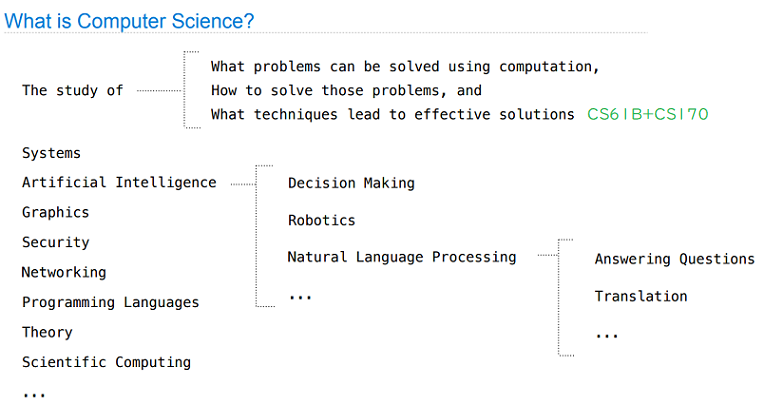 What is Computer Science?
What problems can be solved using computation,
The study of
How to solve those problems, and
What techniques lead to effective solutions CS61B+CS170
Systems
Artificial Intelligence
Graphics
Security
Networking
Programming Languages
Theory
Scientific Computing
...
Decision Making
Robotics
Natural Language Processing
...
Answering Questions
Translation
...